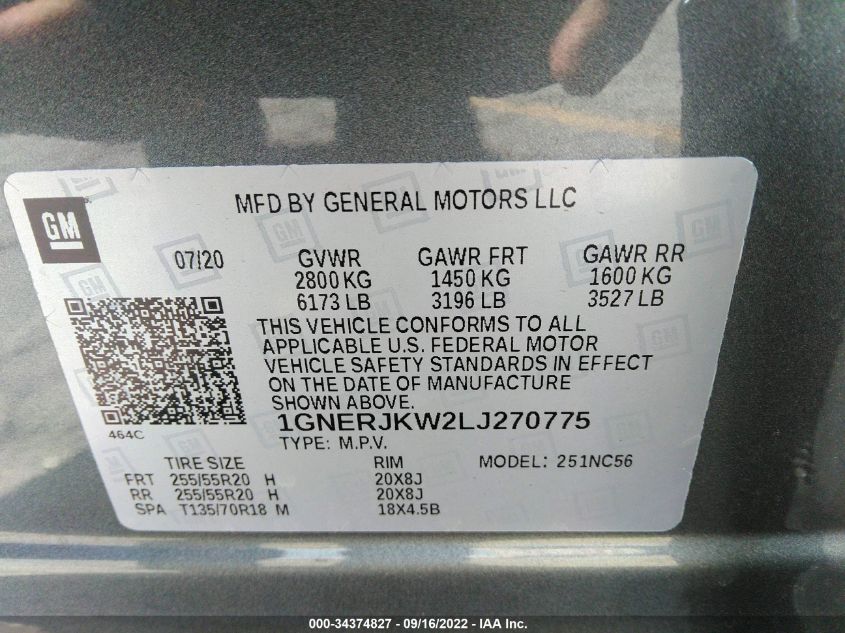 MFD BY GENERAL MOTORS LLC
GM
07/20 GVWR GAWR FRT GAWR RR
2800 KG 1450 KG 1600 KG
6173 LB 3196 LB 3527 LB
THIS VEHICLE CONFORMS TO ALL
APPLICABLE U.S. FEDERAL MOTOR
VEHICLE SAFETY STANDARDS IN EFFECT
ON THE DATE OF MANUFACTURE
SHOWN ABOVE.
464C
1GNERJKW2LJ270775
TYPE: M.P.V.
TIRE SIZE RIM MODEL: 251NC56
FRT 255/55R20 H 20X8J
RR 255/55R20 H 20X8J
SPA T135/70R18 M 18X4.5B
000-34374827 - 09/16/2022 - IAA Inc.